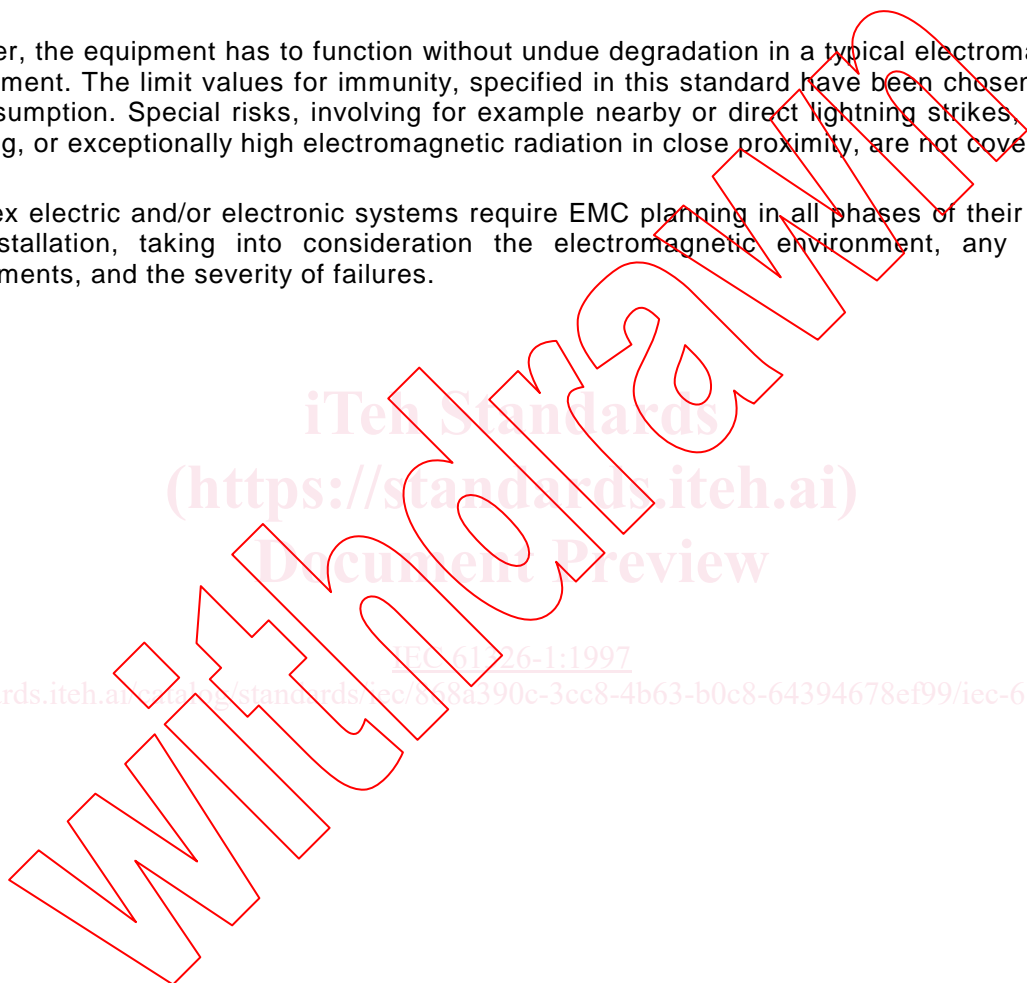 er, the equipment has to function without undue degradation in a typical electroma
ment. The limit values for immunity, specified in this standard have been chosen
sumption. Special risks, involving for example nearby or direct lightning strikes,
g, or exceptionally high electromagnetic radiation in close proximity, are not cove
ex electric and/or electronic systems require EMC planning in all phases of their
stallation, taking into consideration the electromagnetic environment, any
ments, and the severity of failures.
iTeh Standards
(https://standards.iteh.ai)
Document Preview
IEC 61326-1:1997
rds.iteh.ai/catalog/standards/iec/868a390c-3cc8-4b63-b0c8-64394678ef99/iec-6
withdrawn